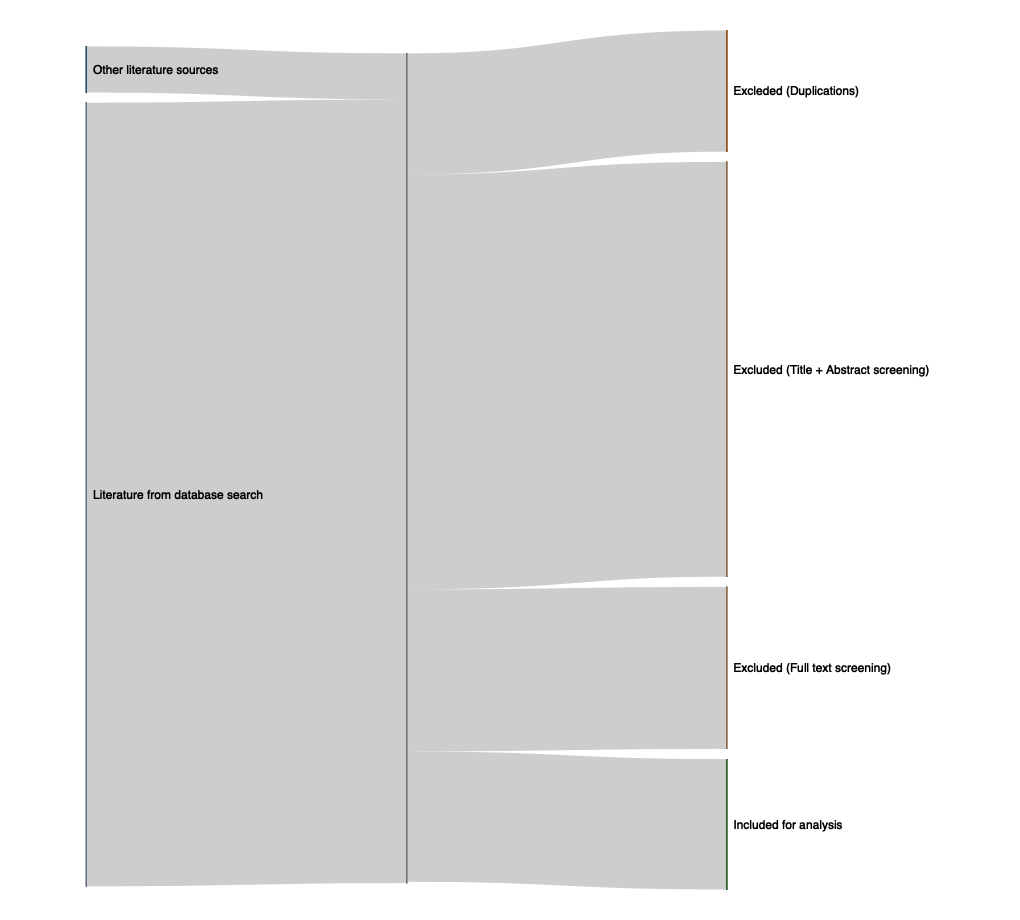 Other literature sources
Literature from database search
Excleded (Duplications)
Excluded (Title + Abstract screening)
Excluded (Full text screening)
Included for analysis